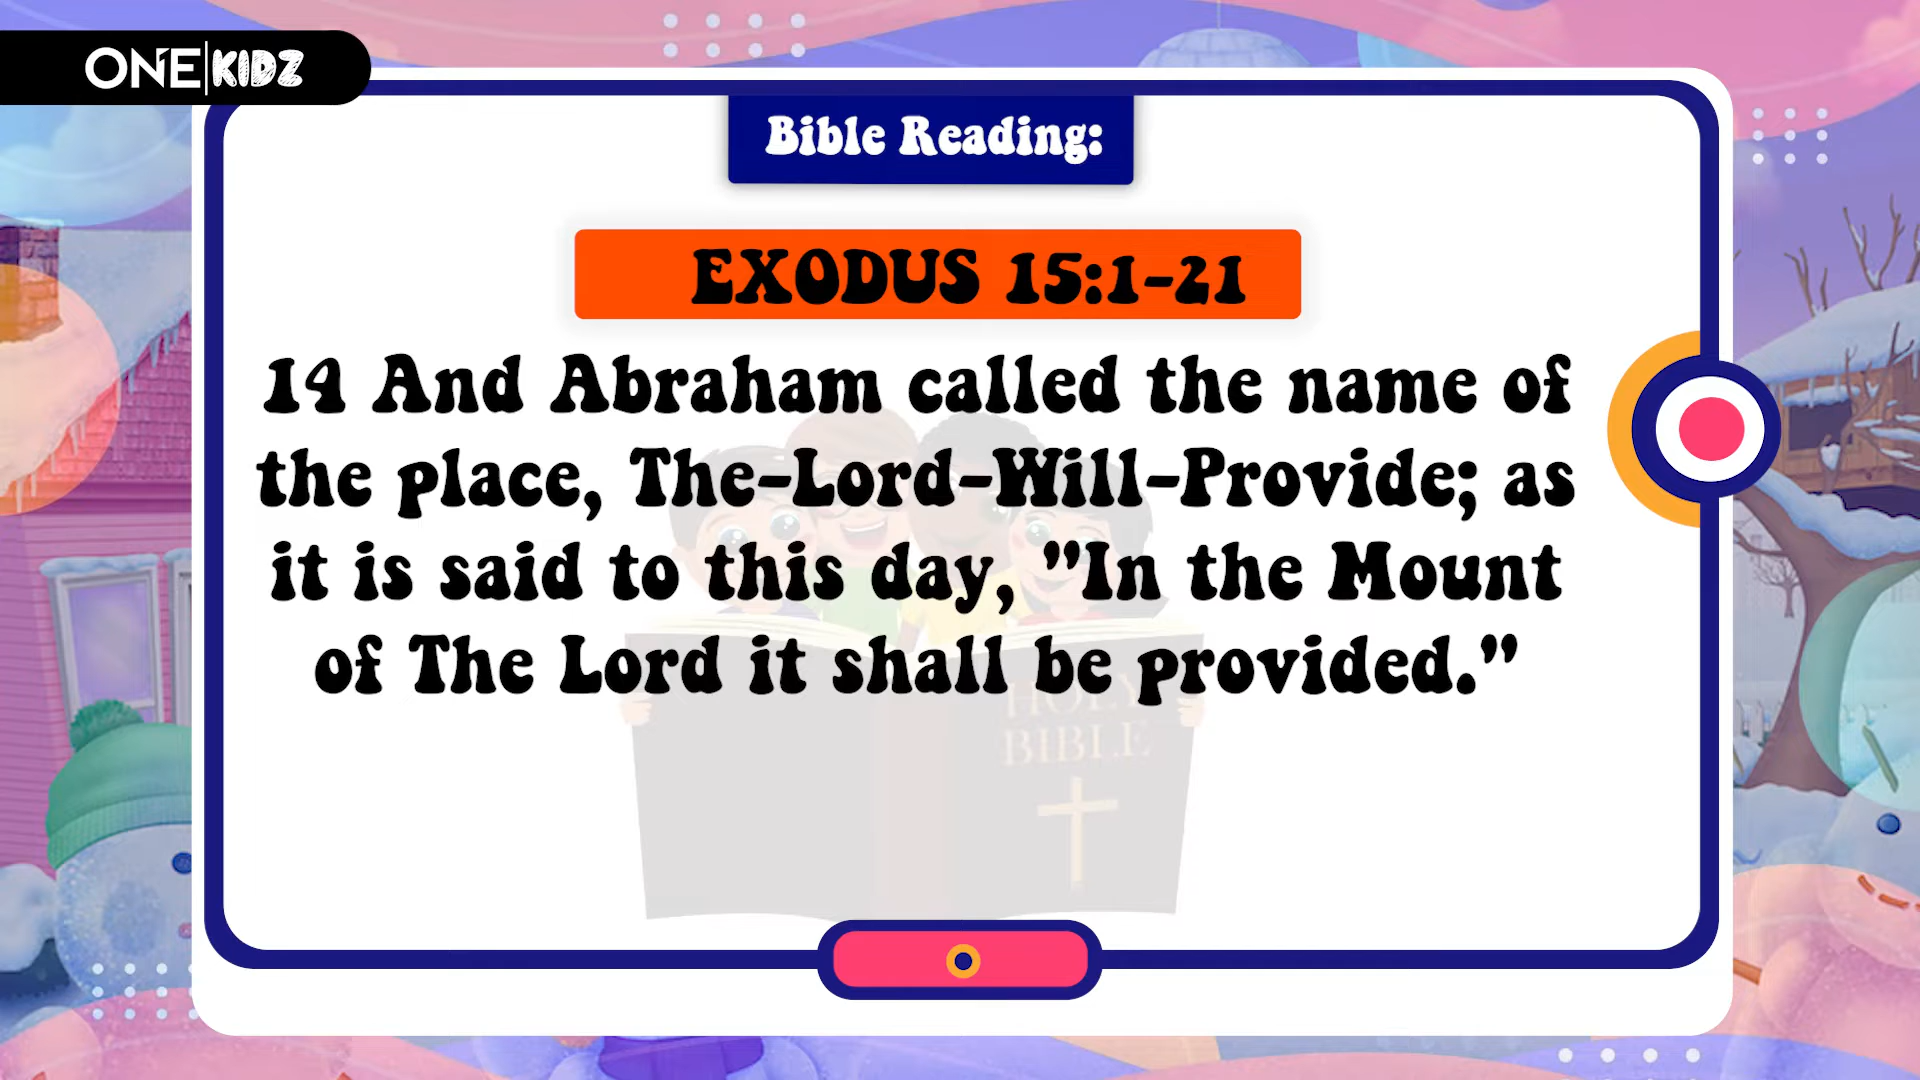 ONE|KIDZ
Bible Reading:
EXODUS 15:1-21
14 And Abraham called the name of
the place, The-Lord-Will-Provide; as
it is said to this day, "In the Mount
of The Lord it shall be provided."
HOLY
BIBLE